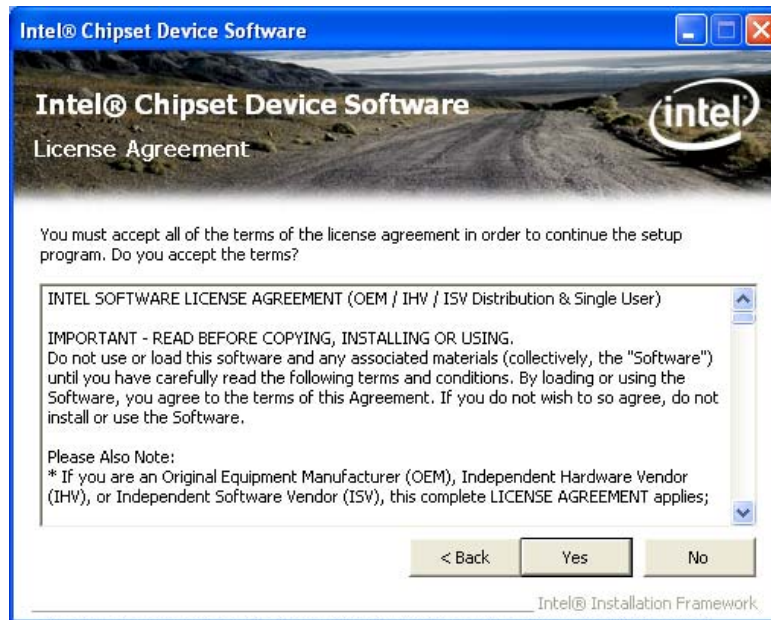 Intel® Chipset Device Software
Intel® Chipset Device Software
intel
License Agreement
You must accept all of the terms of the license agreement in order to continue the setup
program. Do you accept the terms?
INTEL SOFTWARE LICENSE AGREEMENT (OEM / IHV / ISV Distribution & Single User)
IMPORTANT - READ BEFORE COPYING, INSTALLING OR USING.
Do not use or load this software and any associated materials (collectively, the "Software")
until you have carefully read the following terms and conditions. By loading or using the
Software, you agree to the terms of this Agreement. If you do not wish to so agree, do not
install or use the Software.
Please Also Note:
* If you are an Original Equipment Manufacturer (OEM), Independent Hardware Vendor
(IHV), or Independent Software Vendor (ISV), this complete LICENSE AGREEMENT applies;
< Back Yes No
Intel® Installation Framework